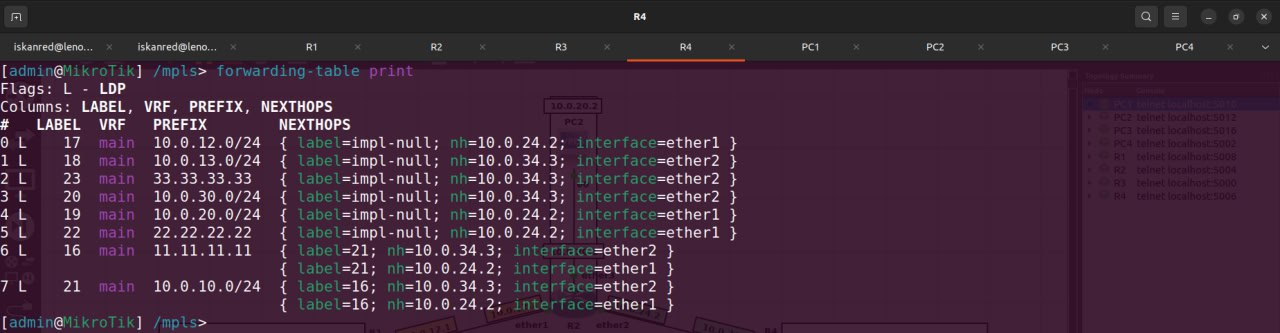 R4
iskanred@leno... × iskanred@leno... × R1 × R2 × R3 × R4 × PC1 × PC2 × PC3 × PC4 ×
[admin@MikroTik] /mpls> forwarding-table print
Flags: L - LDP
Columns: LABEL, VRF, PREFIX, NEXTHOPS
#   LABEL  VRF   PREFIX        NEXTHOPS
0 L    17  main  10.0.12.0/24  { label=impl-null; nh=10.0.24.2; interface=ether1 }
1 L    18  main  10.0.13.0/24  { label=impl-null; nh=10.0.34.3; interface=ether2 }
2 L    23  main  33.33.33.33   { label=impl-null; nh=10.0.34.3; interface=ether2 }
3 L    20  main  10.0.30.0/24  { label=impl-null; nh=10.0.34.3; interface=ether2 }
4 L    19  main  10.0.20.0/24  { label=impl-null; nh=10.0.24.2; interface=ether1 }
5 L    22  main  22.22.22.22   { label=impl-null; nh=10.0.24.2; interface=ether1 }
6 L    16  main  11.11.11.11   { label=21; nh=10.0.34.3; interface=ether2 }
{ label=21; nh=10.0.24.2; interface=ether1 }
7 L    21  main  10.0.10.0/24  { label=16; nh=10.0.34.3; interface=ether2 }
{ label=16; nh=10.0.24.2; interface=ether1 }
[admin@MikroTik] /mpls>
10.0.20.2
PC2
ether1 R2 ether2
R1
R4
Topology Summary
Node Console
PC1 telnet localhost:5010
PC2 telnet localhost:5012
PC3 telnet localhost:5016
PC4 telnet localhost:5002
R1 telnet localhost:5008
R2 telnet localhost:5004
R3 telnet localhost:5000
R4 telnet localhost:5006